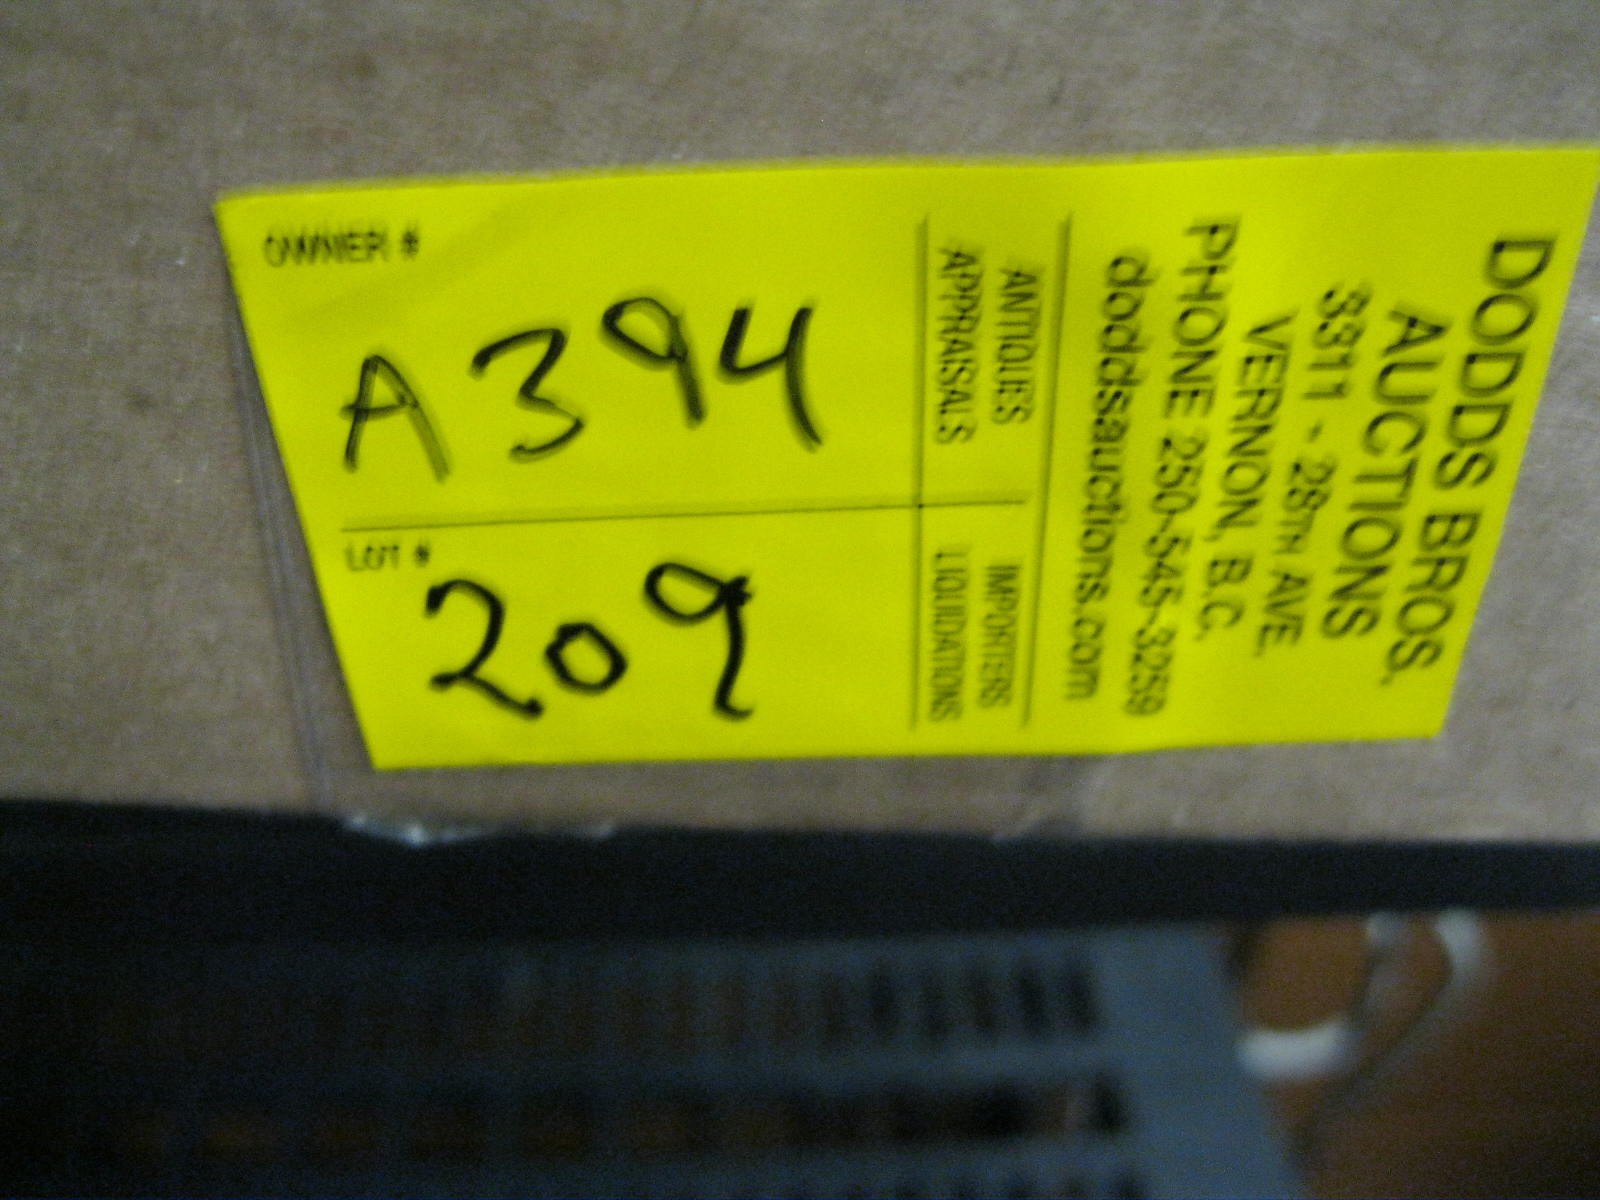 OWNER #
A394
LOT #
209
DODDS BROS.
AUCTIONS
3311 - 28TH AVE.
VERNON, B.C.
PHONE 250-545-3259
doddsauctions.com
ANTIQUES IMPORTERS
APPRAISALS LIQUIDATIONS